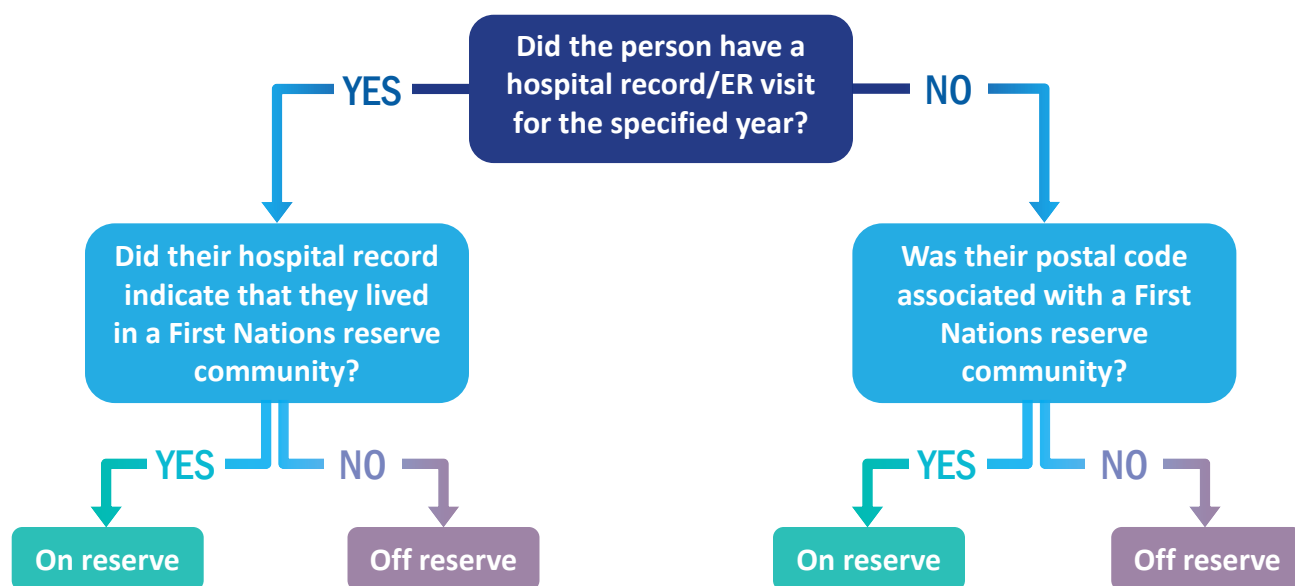 Did the person have a
hospital record/ER visit
for the specified year?
YES
NO
Did their hospital record
indicate that they lived
in a First Nations reserve
community?
Was their postal code
associated with a First
Nations reserve
community?
YES
NO
YES
NO
On reserve
Off reserve
On reserve
Off reserve